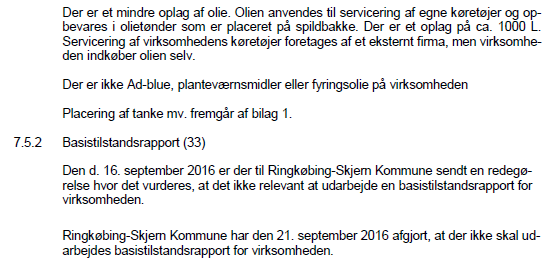 Der er et mindre oplag af olie. Olien anvendes til servicering af egne køretøjer og op-
bevares i olietønder som er placeret på spildbakke. Der er et oplag på ca. 1000 L.
Servicering af virksomhedens køretøjer foretages af et eksternt firma, men virksomhe-
den indkøber olien selv.
Der er ikke Ad-blue, planteværnsmidler eller fyringsolie på virksomheden
Placering af tanke mv. fremgår af bilag 1.
7.5.2 Basistilstandsrapport (33)
Den d. 16. september 2016 er der til Ringkøbing-Skjern Kommune sendt en redegø-
relse hvor det vurderes, at det ikke relevant at udarbejde en basistilstandsrapport for
virksomheden.
Ringkøbing-Skjern Kommune har den 21. september 2016 afgjort, at der ikke skal ud-
arbejdes basistilstandsrapport for virksomheden.